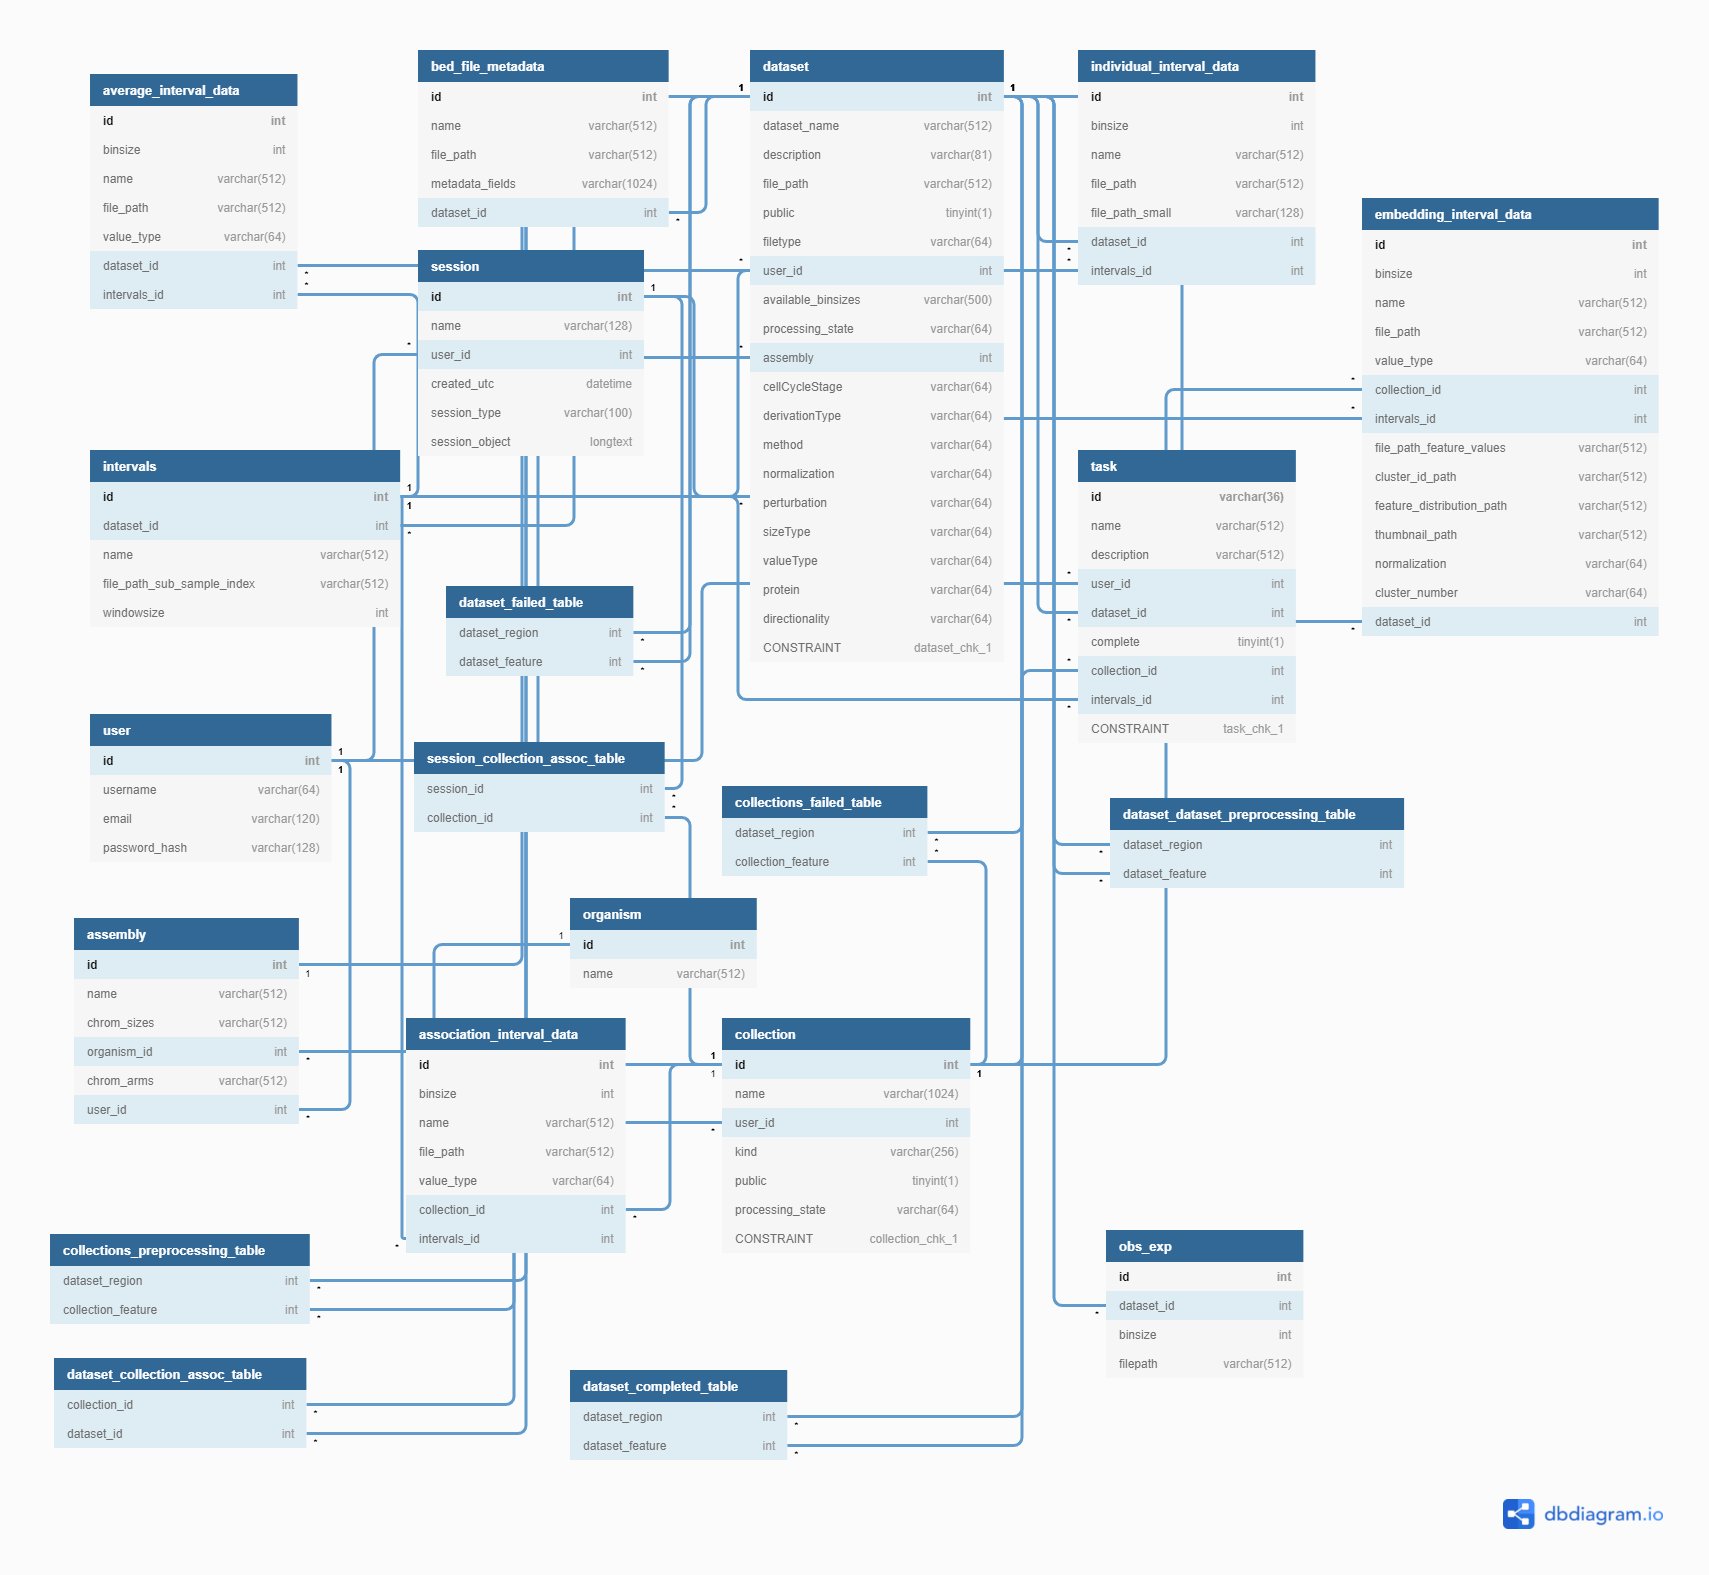 average_interval_data
id int
binsize int
name varchar(512)
file_path varchar(512)
value_type varchar(64)
dataset_id int
intervals_id int
bed_file_metadata
id int
name varchar(512)
file_path varchar(512)
metadata_fields varchar(1024)
dataset_id int
session
id int
name varchar(128)
user_id int
created_utc datetime
session_type varchar(100)
session_object longtext
dataset
id int
dataset_name varchar(512)
description varchar(81)
file_path varchar(512)
public tinyint(1)
filetype varchar(64)
user_id int
available_binsizes varchar(500)
processing_state varchar(64)
assembly int
cellCycleStage varchar(64)
derivationType varchar(64)
method varchar(64)
normalization varchar(64)
perturbation varchar(64)
sizeType varchar(64)
valueType varchar(64)
protein varchar(64)
directionality varchar(64)
CONSTRAINT dataset_chk_1
individual_interval_data
id int
binsize int
name varchar(512)
file_path varchar(512)
file_path_small varchar(128)
dataset_id int
intervals_id int
embedding_interval_data
id int
binsize int
name varchar(512)
file_path varchar(512)
value_type varchar(64)
collection_id int
intervals_id int
file_path_feature_values varchar(512)
cluster_id_path varchar(512)
feature_distribution_path varchar(512)
thumbnail_path varchar(512)
normalization varchar(64)
cluster_number varchar(64)
dataset_id int
intervals
id int
dataset_id int
name varchar(512)
file_path_sub_sample_index varchar(512)
windowsize int
task
id varchar(36)
name varchar(512)
description varchar(512)
user_id int
dataset_id int
complete tinyint(1)
collection_id int
intervals_id int
CONSTRAINT task_chk_1
dataset_failed_table
dataset_region int
dataset_feature int
user
id int
username varchar(64)
email varchar(120)
password_hash varchar(128)
session_collection_assoc_table
session_id int
collection_id int
collections_failed_table
dataset_region int
collection_feature int
dataset_dataset_preprocessing_table
dataset_region int
dataset_feature int
organism
id int
name varchar(512)
assembly
id int
name varchar(512)
chrom_sizes varchar(512)
organism_id int
chrom_arms varchar(512)
user_id int
association_interval_data
id int
binsize int
name varchar(512)
file_path varchar(512)
value_type varchar(64)
collection_id int
intervals_id int
collection
id int
name varchar(1024)
user_id int
kind varchar(256)
public tinyint(1)
processing_state varchar(64)
CONSTRAINT collection_chk_1
collections_preprocessing_table
dataset_region int
collection_feature int
obs_exp
id int
dataset_id int
binsize int
filepath varchar(512)
dataset_collection_assoc_table
collection_id int
dataset_id int
dataset_completed_table
dataset_region int
dataset_feature int
dbdiagram.io